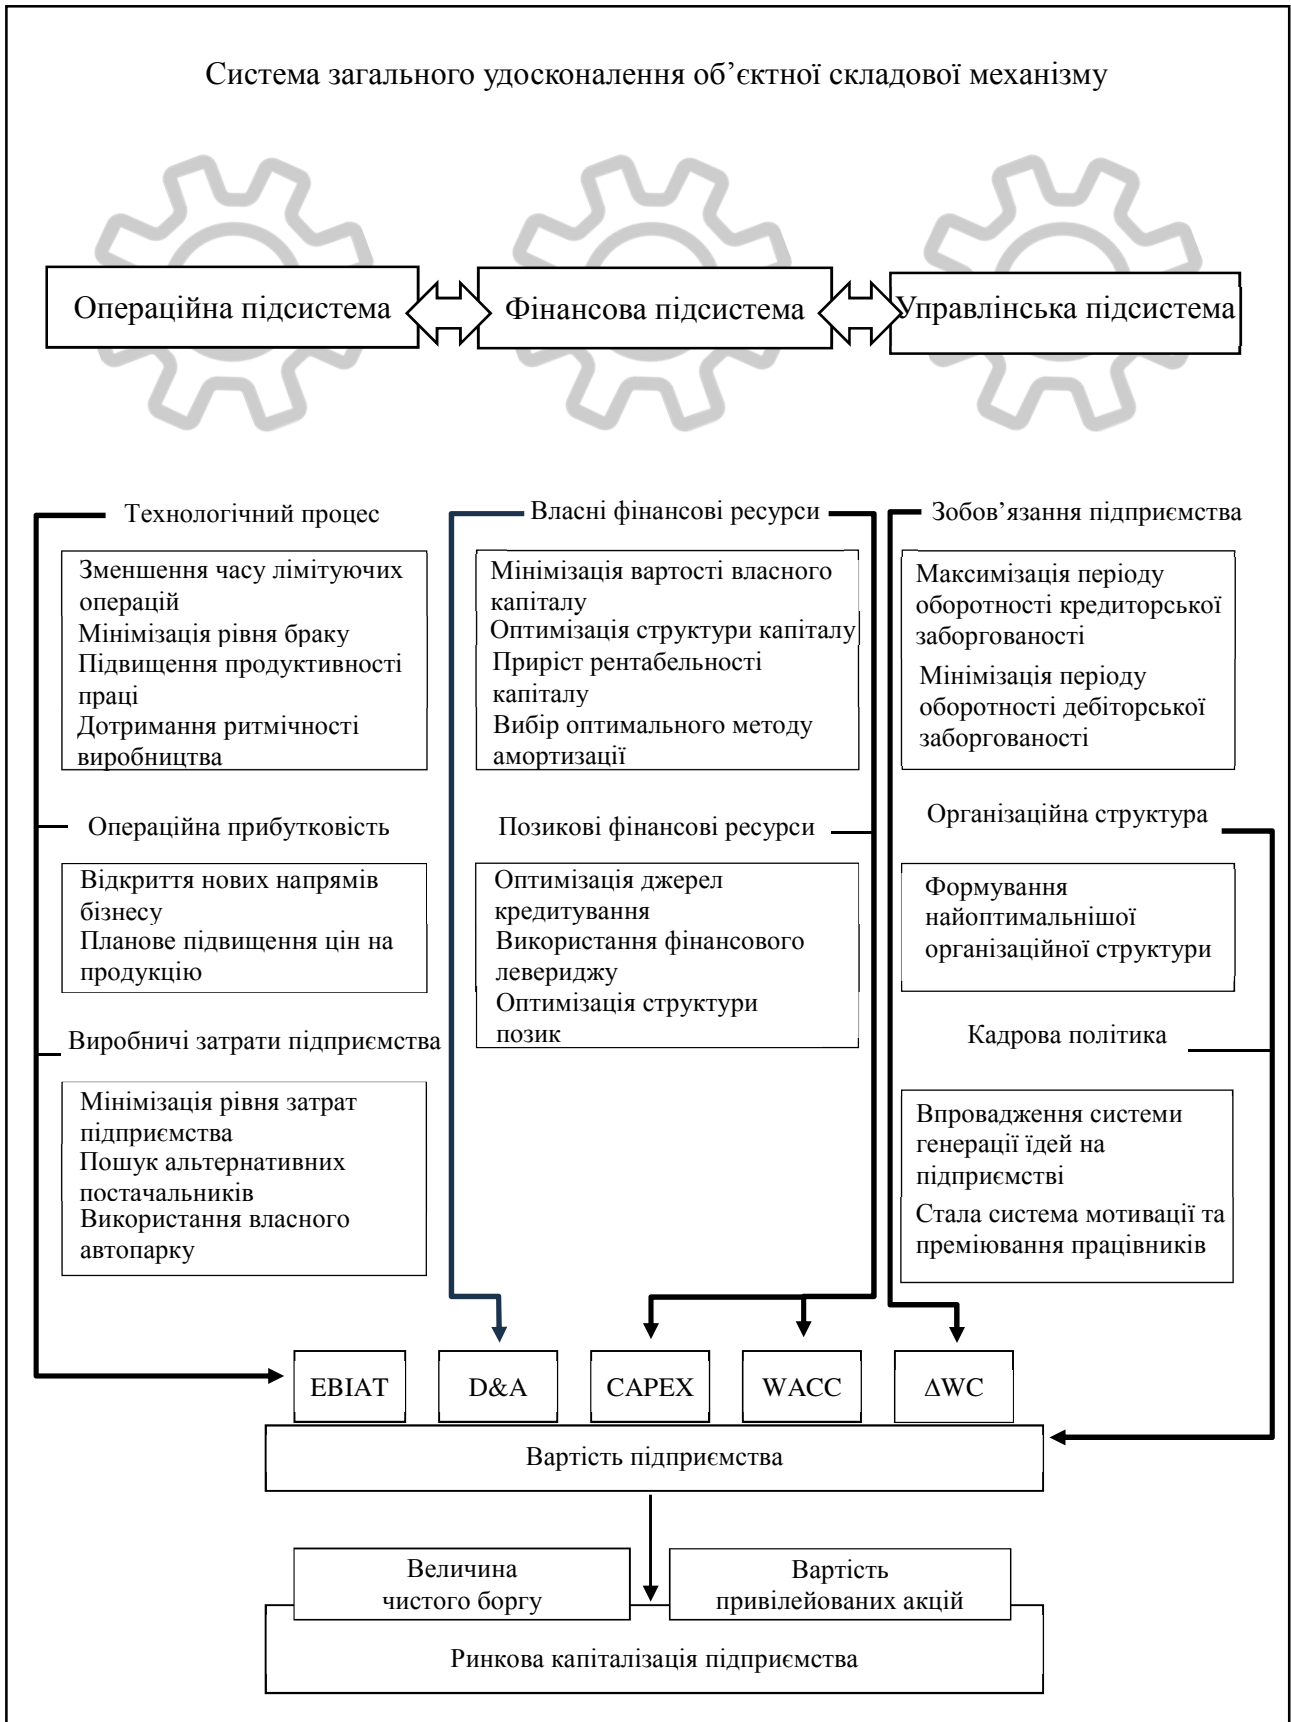 Система загального удосконалення об’єктної складової механізму
Операційна підсистема
Фінансова підсистема
Управлінська підсистема
Технологічний процес
Зменшення часу лімітуючих
операцій
Мінімізація рівня браку
Підвищення продуктивності
праці
Дотримання ритмічності
виробництва
Операційна прибутковість
Відкриття нових напрямів
бізнесу
Планове підвищення цін на
продукцію
Виробничі затрати підприємства
Мінімізація рівня затрат
підприємства
Пошук альтернативних
постачальників
Використання власного
автопарку
Власні фінансові ресурси
Мінімізація вартості власного
капіталу
Оптимізація структури капіталу
Приріст рентабельності
капіталу
Вибір оптимального методу
амортизації
Позикові фінансові ресурси
Оптимізація джерел
кредитування
Використання фінансового
левериджу
Оптимізація структури
позик
Зобов’язання підприємства
Максимізація періоду
оборотності кредиторської
заборгованості
Мінімізація періоду
оборотності дебіторської
заборгованості
Організаційна структура
Формування
найоптимальнішої
організаційної структури
Кадрова політика
Впровадження системи
генерації їдей на
підприємстві
Стала система мотивації та
преміювання працівників
EBIAT
D&A
CAPEX
WACC
ΔWC
Вартість підприємства
Величина
чистого боргу
Вартість
привілейованих акцій
Ринкова капіталізація підприємства